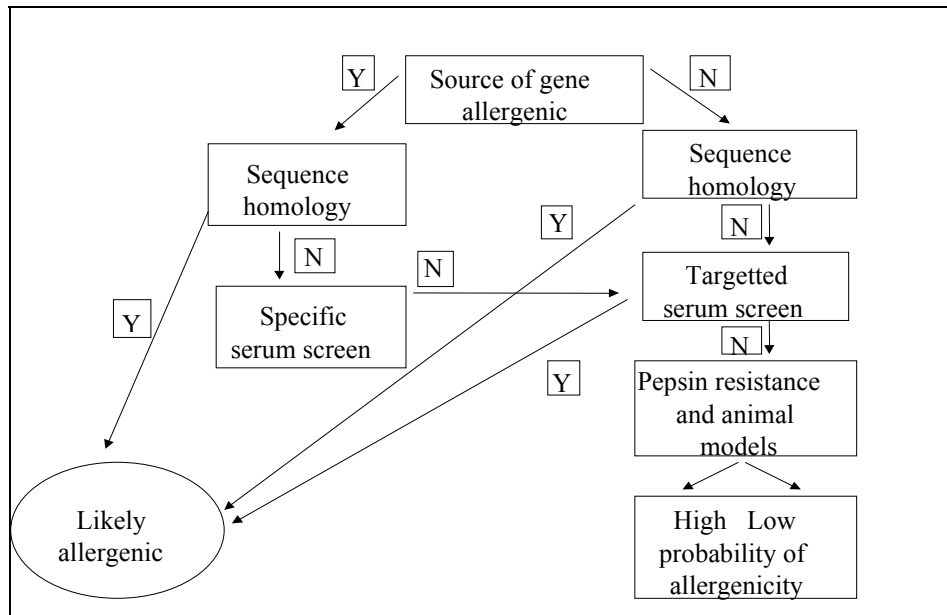 Y
Source of gene
allergenic
N
Sequence
homology
Sequence
homology
Y
N
N
N
Targetted
serum screen
Specific
serum screen
Y
N
Y
Pepsin resistance
and animal
models
Likely
allergenic
High Low
probability of
allergenicity